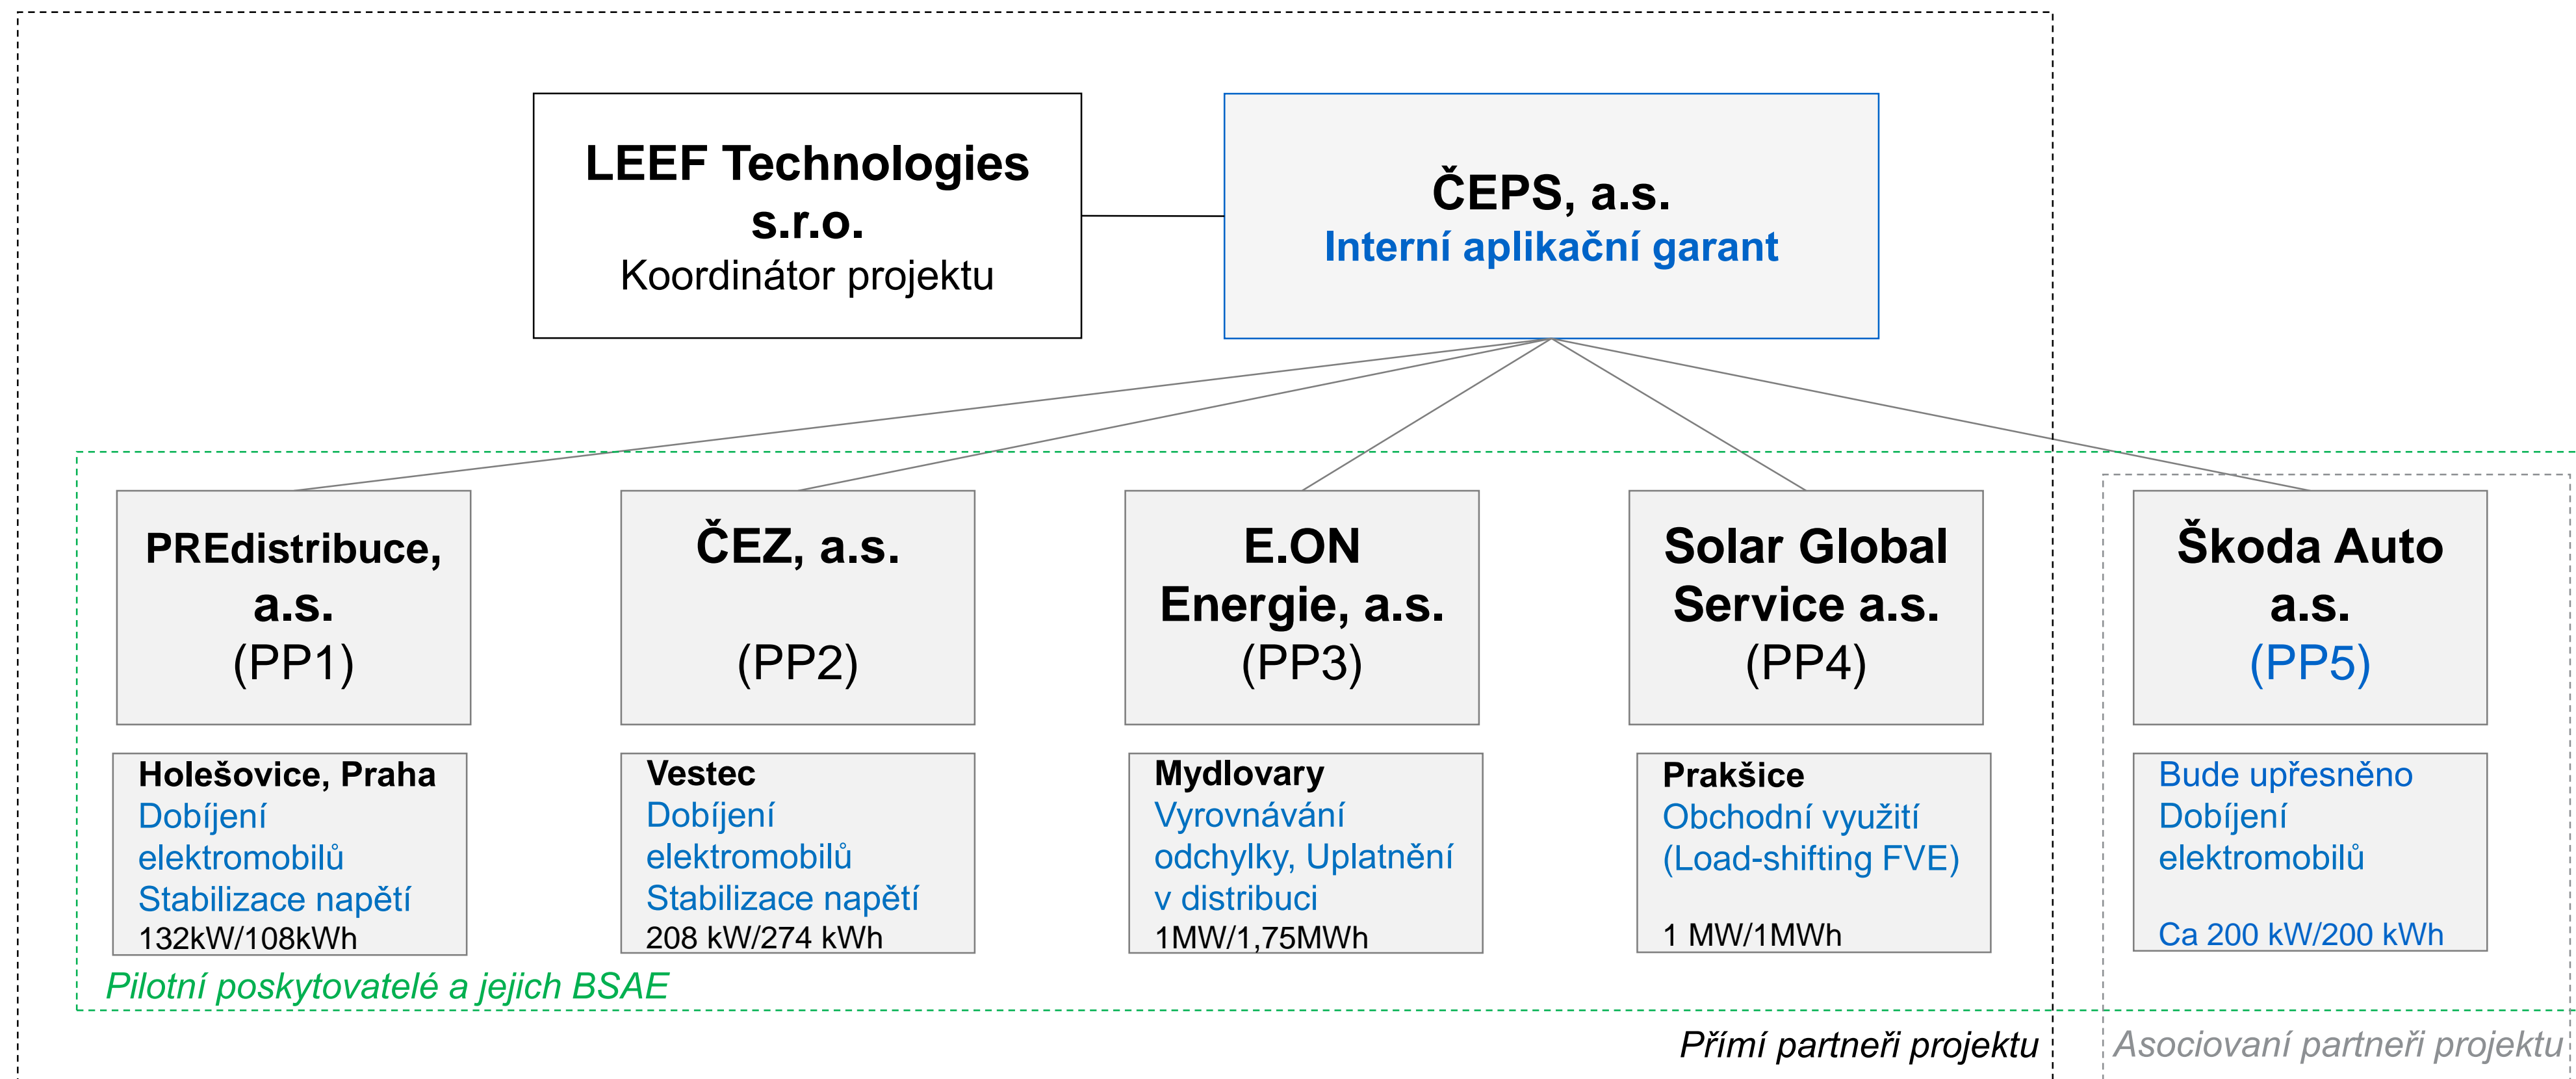 LEEF Technologies
s.r.o.
Koordinátor projektu
ČEPS, a.s.
Interní aplikační garant
PREdistribuce,
a.s.
(PP1)
ČEZ, a.s.
(PP2)
E.ON
Energie, a.s.
(PP3)
Solar Global
Service a.s.
(PP4)
Škoda Auto
a.s.
(PP5)
Holešovice, Praha
Dobíjení
elektromobilů
Stabilizace napětí
132kW/108kWh
Vestec
Dobíjení
elektromobilů
Stabilizace napětí
208 kW/274 kWh
Mydlovary
Vyrovnávání
odchylky, Uplatnění
v distribuci
1MW/1,75MWh
Prakšice
Obchodní využití
(Load-shifting FVE)
1 MW/1MWh
Bude upřesněno
Dobíjení
elektromobilů
Ca 200 kW/200 kWh
Pilotní poskytovatelé a jejich BSAE
Přímí partneři projektu
Asociovaní partneři projektu